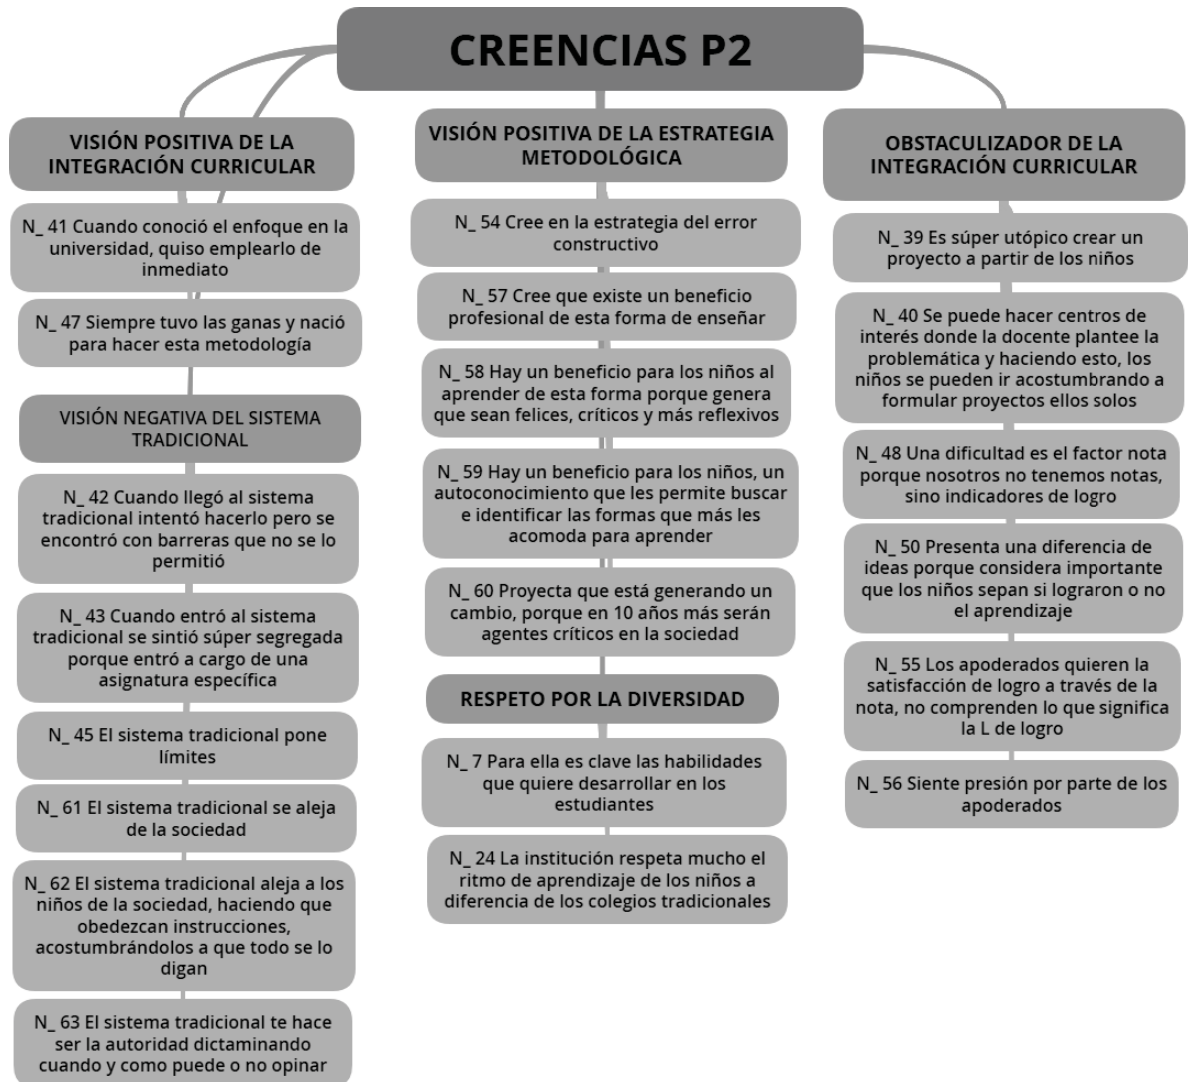 CREENCIAS P2
VISIÓN POSITIVA DE LA
INTEGRACIÓN CURRICULAR
N_ 41 Cuando conoció el enfoque en la
universidad, quiso emplearlo de
inmediato
N_ 47 Siempre tuvo las ganas y nació
para hacer esta metodología
VISIÓN NEGATIVA DEL SISTEMA
TRADICIONAL
N_ 42 Cuando llegó al sistema
tradicional intentó hacerlo pero se
encontró con barreras que no se lo
permitió
N_ 43 Cuando entró al sistema
tradicional se sintió súper segregada
porque entró a cargo de una
asignatura específica
N_ 45 El sistema tradicional pone
límites
N_ 61 El sistema tradicional se aleja
de la sociedad
N_ 62 El sistema tradicional aleja a los
niños de la sociedad, haciendo que
obedezcan instrucciones,
acostumbrándolos a que todo se lo
digan
N_ 63 El sistema tradicional te hace
ser la autoridad dictaminando
cuando y como puede o no opinar
VISIÓN POSITIVA DE LA ESTRATEGIA
METODOLÓGICA
N_ 54 Cree en la estrategia del error
constructivo
N_ 57 Cree que existe un beneficio
profesional de esta forma de enseñar
N_ 58 Hay un beneficio para los niños al
aprender de esta forma porque genera
que sean felices, críticos y más reflexivos
N_ 59 Hay un beneficio para los niños, un
autoconocimiento que les permite buscar
e identificar las formas que más les
acomoda para aprender
N_ 60 Proyecta que está generando un
cambio, porque en 10 años más serán
agentes críticos en la sociedad
RESPETO POR LA DIVERSIDAD
N_ 7 Para ella es clave las habilidades
que quiere desarrollar en los
estudiantes
N_ 24 La institución respeta mucho el
ritmo de aprendizaje de los niños a
diferencia de los colegios tradicionales
OBSTACULIZADOR DE LA
INTEGRACIÓN CURRICULAR
N_ 39 Es súper utópico crear un
proyecto a partir de los niños
N_ 40 Se puede hacer centros de
interés donde la docente plantee la
problemática y haciendo esto, los
niños se pueden ir acostumbrando a
formular proyectos ellos solos
N_ 48 Una dificultad es el factor nota
porque nosotros no tenemos notas,
sino indicadores de logro
N_ 50 Presenta una diferencia de
ideas porque considera importante
que los niños sepan si lograron o no
el aprendizaje
N_ 55 Los apoderados quieren la
satisfacción de logro a través de la
nota, no comprenden lo que significa
la L de logro
N_ 56 Siente presión por parte de los
apoderados